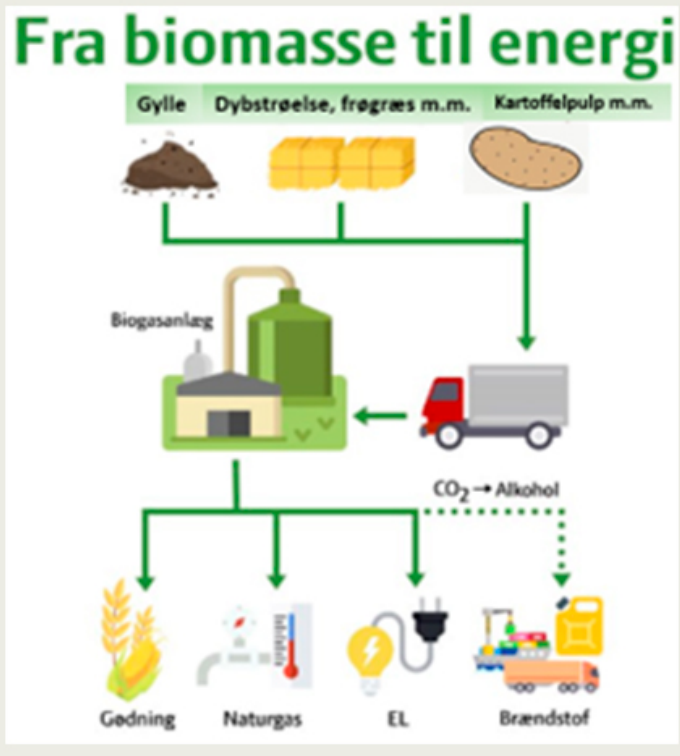 Fra biomasse til energi
Gylle Dybstrøelse, frøgræs m.m. Kartoffelpulp m.m.
Biogasanlæg
CO₂→Alkohol
Gødning Naturgas EL Brændstof